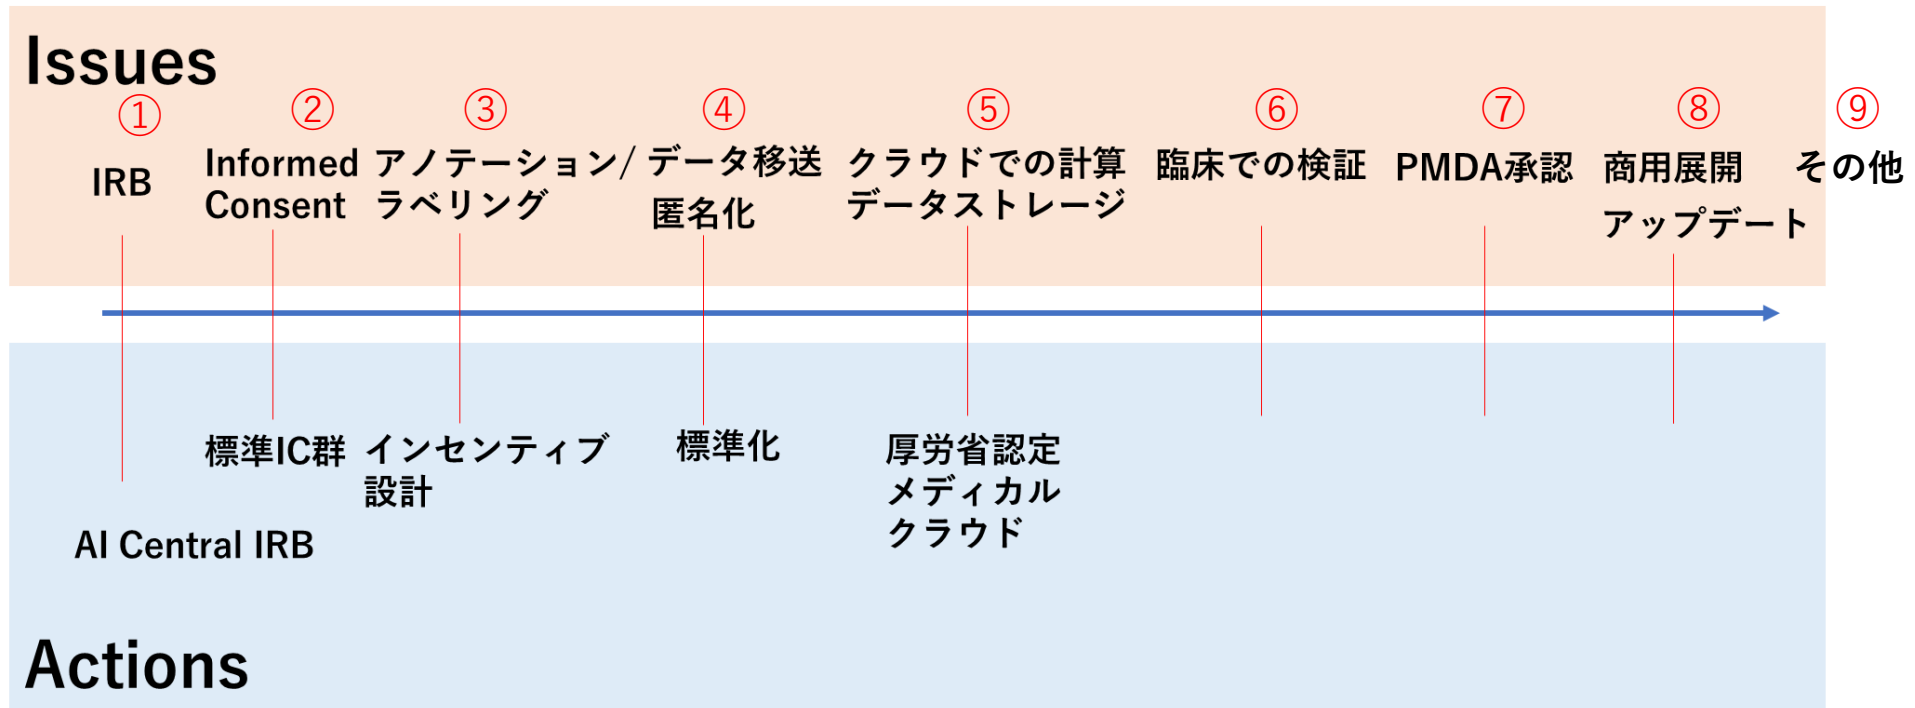 Issues
①
IRB
②
Informed
Consent
③
アノテーション/
ラベリング
④
データ移送
匿名化
⑤
クラウドでの計算
データストレージ
⑥
臨床での検証
⑦
PMDA承認
⑧
商用展開
アップデート
⑨
その他
AI Central IRB
標準IC群
インセンティブ
設計
標準化
厚労省認定
メディカル
クラウド
Actions